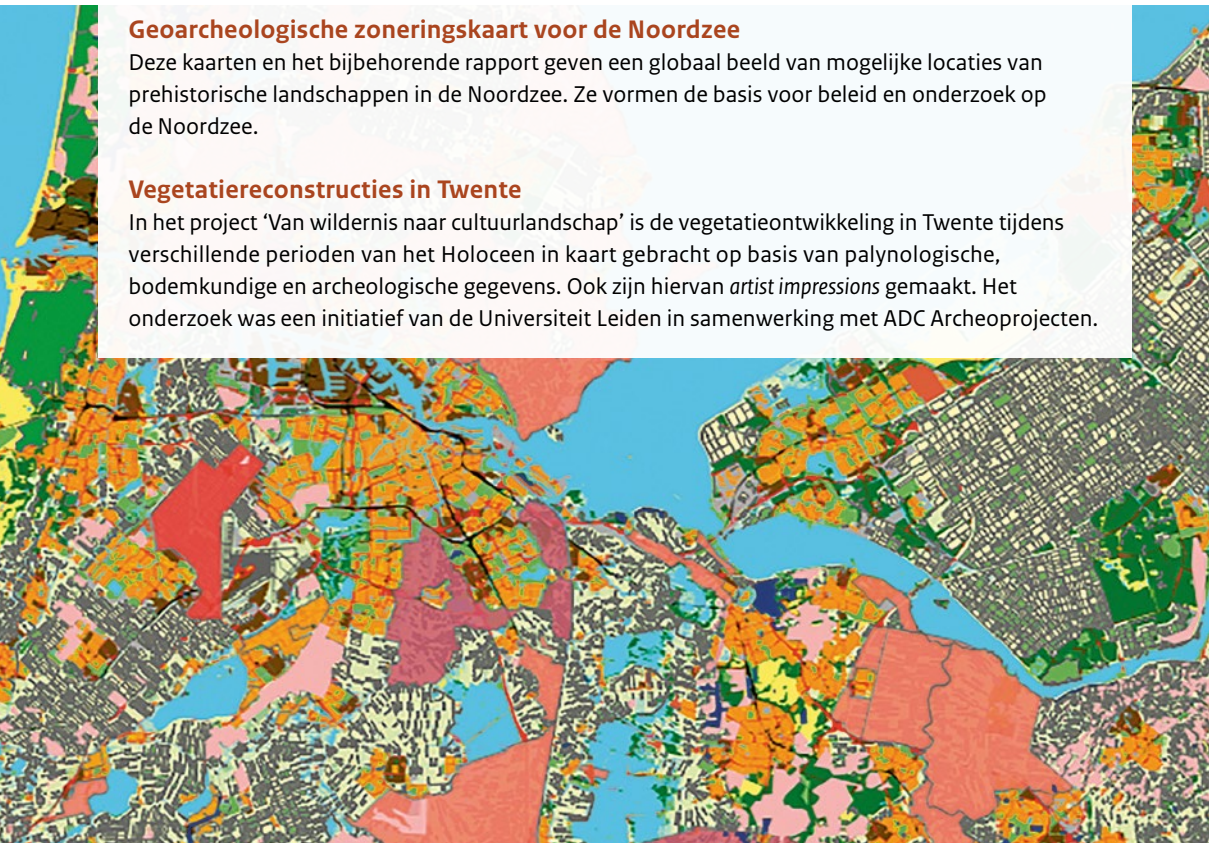 Geoarcheologische zoneringskaart voor de Noordzee
Deze kaarten en het bijbehorende rapport geven een globaal beeld van mogelijke locaties van
prehistorische landschappen in de Noordzee. Ze vormen de basis voor beleid en onderzoek op
de Noordzee.
Vegetatiereconstructies in Twente
In het project ‘Van wildernis naar cultuurlandschap’ is de vegetatieontwikkeling in Twente tijdens
verschillende perioden van het Holoceen in kaart gebracht op basis van palynologische,
bodemkundige en archeologische gegevens. Ook zijn hiervan artist impressions gemaakt. Het
onderzoek was een initiatief van de Universiteit Leiden in samenwerking met ADC Archeoprojecten.